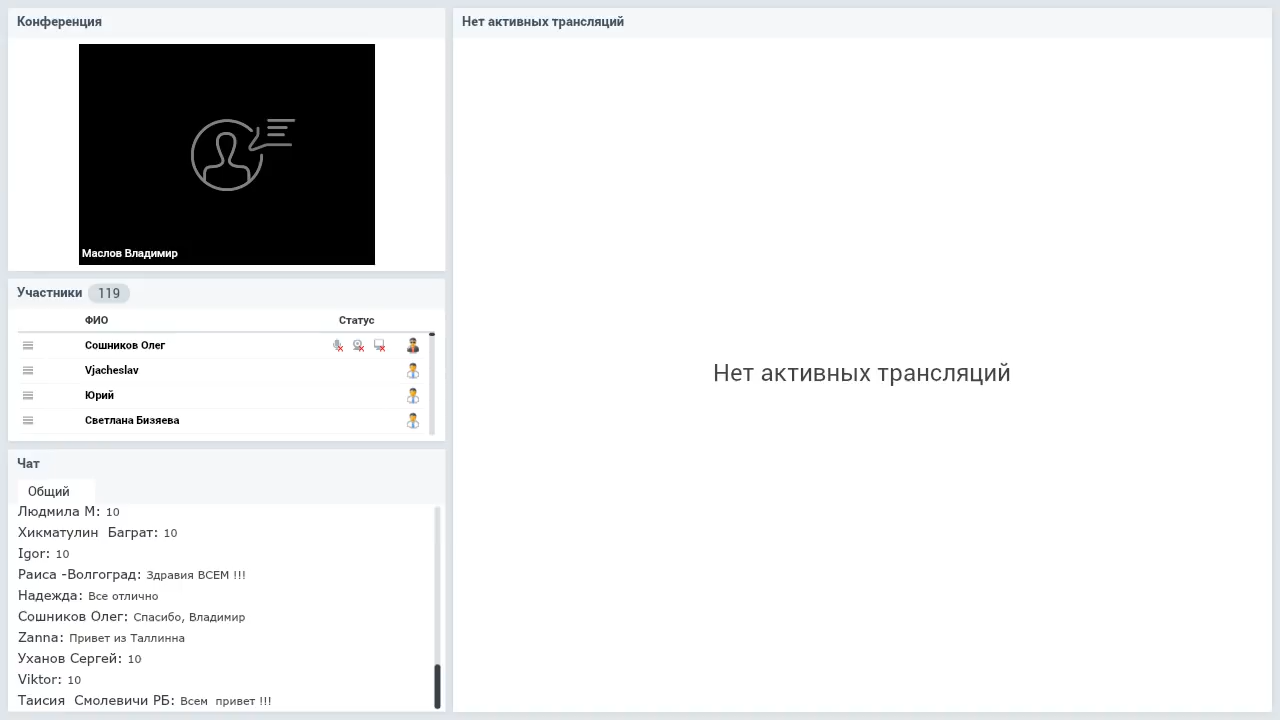 Конференция
Маслов Владимир
Участники 119
ФИО Статус
Сошников Олег
Vjacheslav
Юрий
Светлана Бизяева
Чат
Общий
Людмила М: 10
Хикматулин Баграт: 10
Igor: 10
Раиса -Волгоград: Здравия ВСЕМ !!!
Надежда: Все отлично
Сошников Олег: Спасибо, Владимир
Zanna: Привет из Таллинна
Уханов Сергей: 10
Viktor: 10
Таисия Смолевичи РБ: Всем привет !!!
Нет активных трансляций
Нет активных трансляций